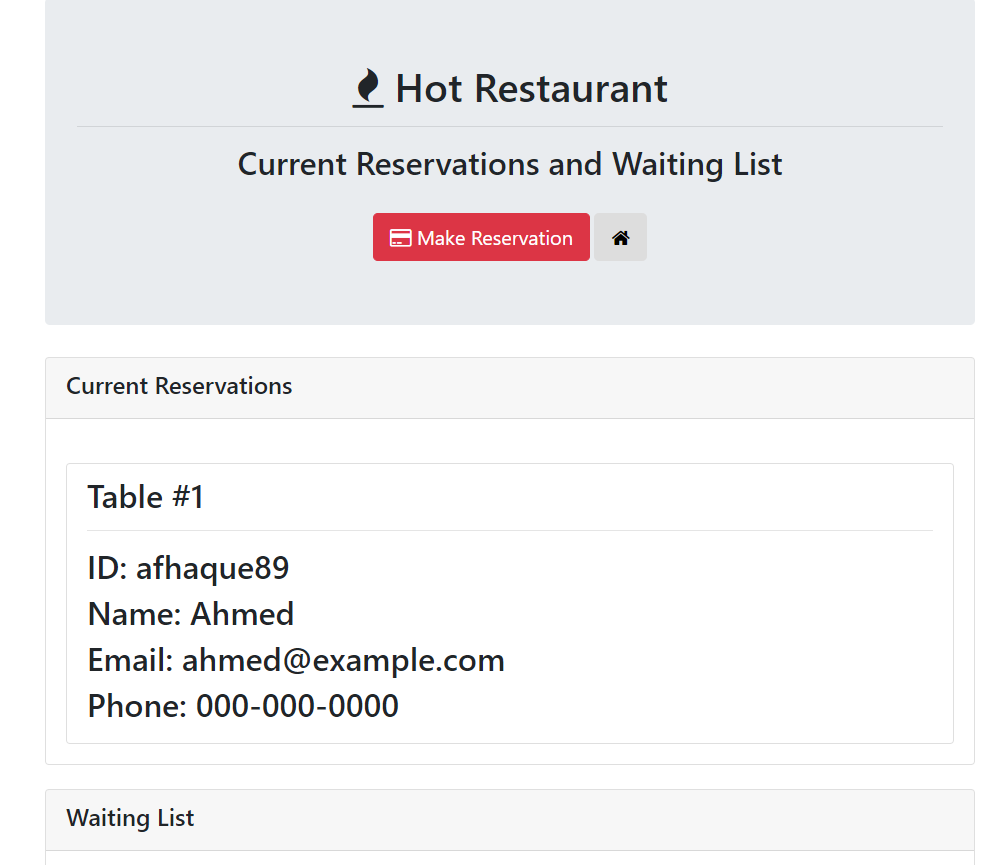 Hot Restaurant
Current Reservations and Waiting List
Make Reservation
Current Reservations
Table #1
ID: afhaque89
Name: Ahmed
Email: ahmed@example.com
Phone: 000-000-0000
Waiting List